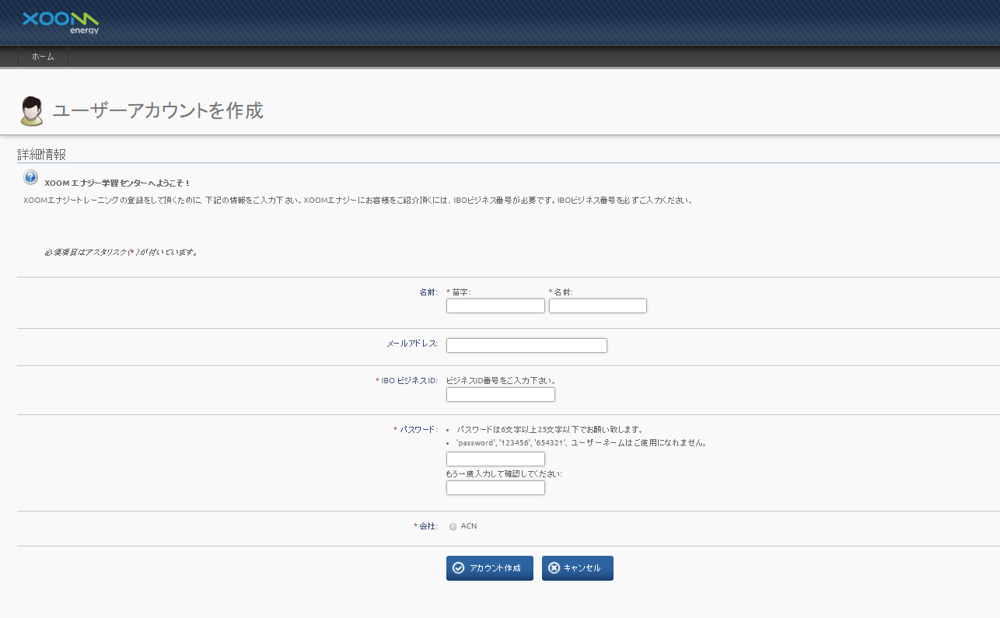 XOOM
energy
ホーム
ユーザーアカウントを作成
詳細情報
XOOM エナジー学習センターへようこそ！
XOOMエナジートレーニングの登録をして頂くために、下記の情報をご入力下さい。XOOMエナジーにお客様をご紹介頂くには、IBOビジネス番号が必要です。IBOビジネス番号を必ずご入力ください。
必須項目はアスタリスク(* )が付いています。
名前: * 苗字: * 名前:
メールアドレス:
* IBO ビジネスID: ビジネスID番号をご入力下さい。
* パスワード: • パスワードは6文字以上25文字以下でお願い致します。
• 'password', '123456', '654321'、ユーザーネームはご使用になれません。
もう一度入力して確認してください:
* 会社: ACN
アカウント作成 キャンセル